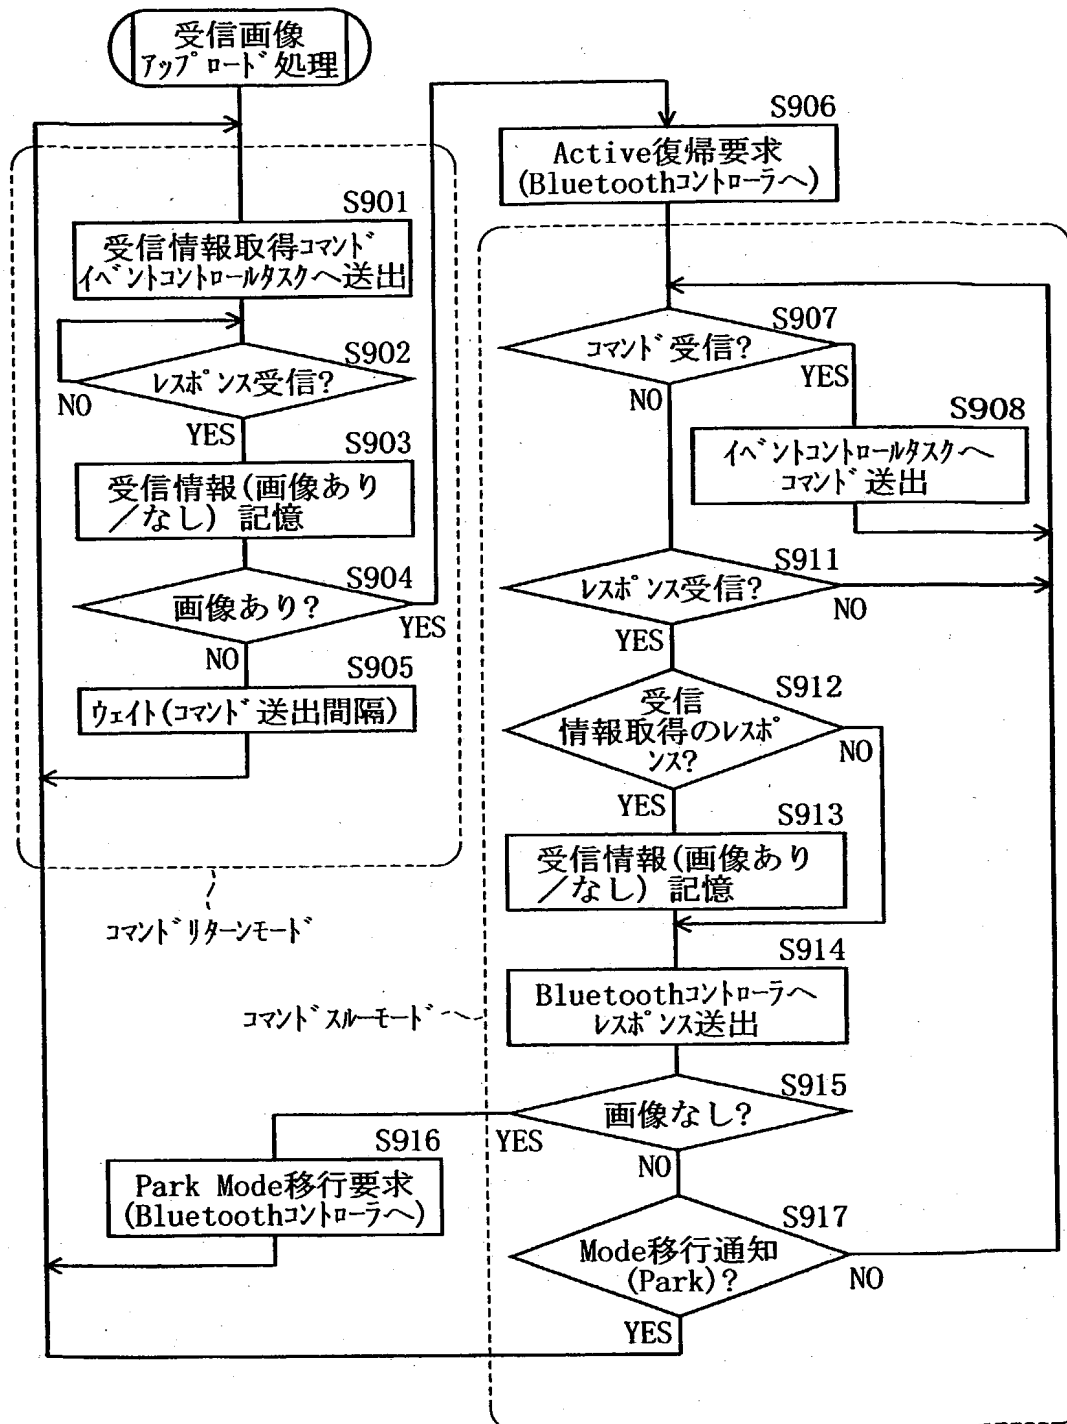 受信画像
アップロード処理
S901
受信情報取得コマンド
イベントコントロールタスクへ送出
S902
レスポンス受信?
NO
YES
S903
受信情報(画像あり
/なし) 記憶
S904
画像あり?
YES
NO
S905
ウェイト(コマンド送出間隔)
コマンドリターンモード
S906
Active復帰要求
(Bluetoothコントローラへ)
S907
コマンド受信?
YES
NO
S908
イベントコントロールタスクへ
コマンド送出
S911
レスポンス受信?
NO
YES
S912
受信
情報取得のレスポ
ンス?
NO
YES
S913
受信情報(画像あり
/なし) 記憶
S914
Bluetoothコントローラへ
レスポンス送出
コマンドスルーモード
S915
画像なし?
YES
NO
S916
Park Mode移行要求
(Bluetoothコントローラへ)
S917
Mode移行通知
(Park)?
NO
YES